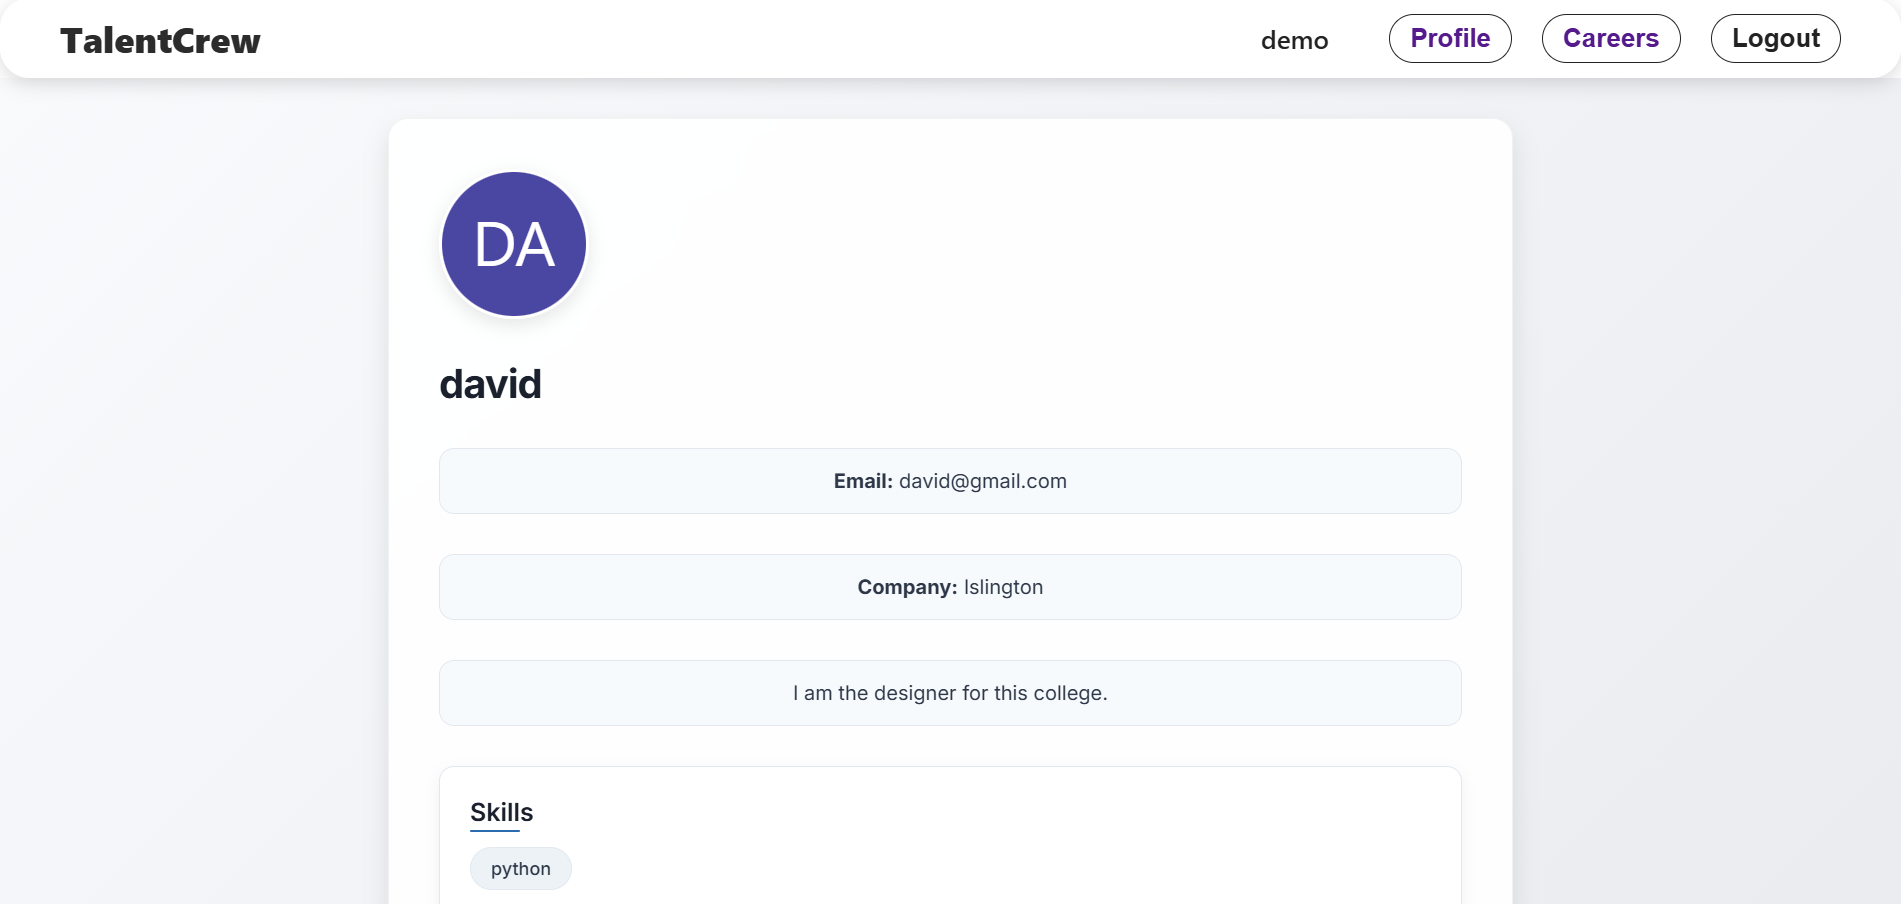 TalentCrew demo Profile Careers Logout
DA
david
Email: david@gmail.com
Company: Islington
I am the designer for this college.
Skills
python